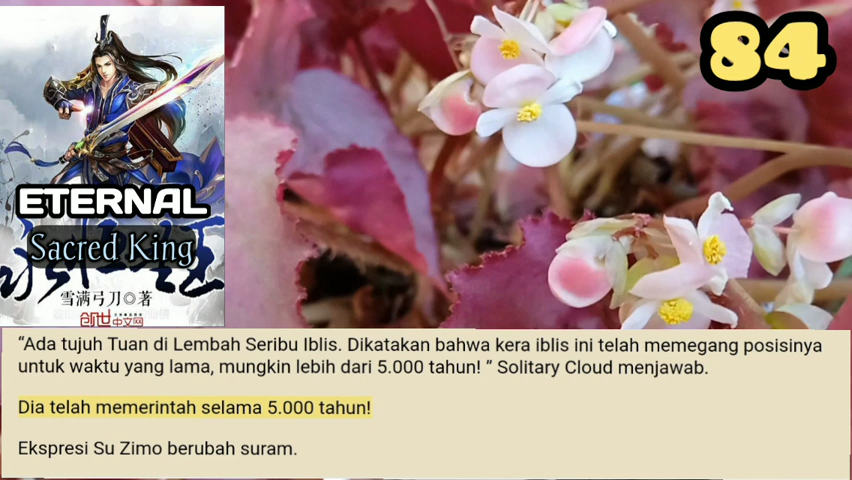 84
ETERNAL
Sacred King
雪满弓刀◎著
创世中文网
“Ada tujuh Tuan di Lembah Seribu Iblis. Dikatakan bahwa kera iblis ini telah memegang posisinya
untuk waktu yang lama, mungkin lebih dari 5.000 tahun! ” Solitary Cloud menjawab.
Dia telah memerintah selama 5.000 tahun!
Ekspresi Su Zimo berubah suram.